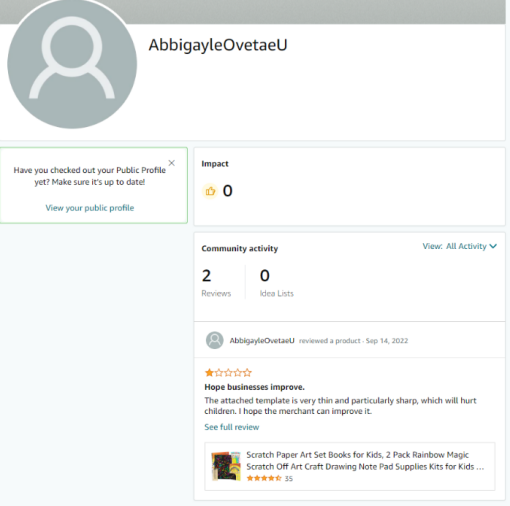 AbbigayleOvetaeU
Have you checked out your Public Profile
yet? Make sure it's up to date!
View your public profile
Impact
0
Community activity
View: All Activity
2
0
Reviews
Idea Lists
AbbigayleOvetaeU reviewed a product · Sep 14, 2022
Hope businesses improve.
The attached template is very thin and particularly sharp, which will hurt
children. I hope the merchant can improve it.
See full review
Scratch Paper Art Set Books for Kids, 2 Pack Rainbow Magic
Scratch Off Art Craft Drawing Note Pad Supplies Kits for Kids ...
35